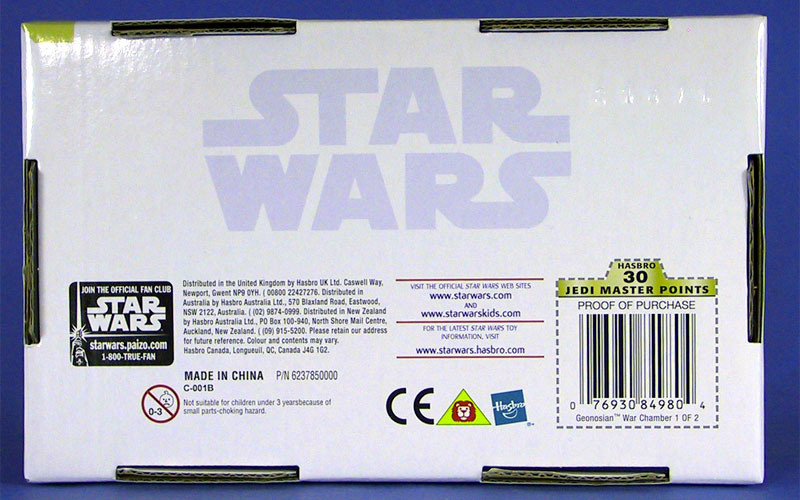 STAR
WARS
JOIN THE OFFICIAL FAN CLUB
STAR
WARS
starwars.paizo.com
1-800-TRUE-FAN
Distributed in the United Kingdom by Hasbro UK Ltd. Caswell Way,
Newport, Gwent NP9 0YH. ( 00800 22427276. Distributed in
Australia by Hasbro Australia Ltd., 570 Blaxland Road, Eastwood,
NSW 2122, Australia. ( 02) 9874-0999. Distributed in New Zealand
by Hasbro Australia Ltd., PO Box 100-940, North Shore Mail Centre,
Auckland, New Zealand. ( 09) 915-5200. Please retain our address
for future reference. Colour and contents may vary.
Hasbro Canada, Longueuil, QC, Canada J4G 1G2.
MADE IN CHINA P/N 6237850000
C-001B
0-3
Not suitable for children under 3 yearsbecause of
small parts-choking hazard.
VISIT THE OFFICIAL STAR WARS WEB SITES
www.starwars.com
AND
www.starwarskids.com
FOR THE LATEST STAR WARS TOY
INFORMATION, VISIT
www.starwars.hasbro.com
CE
Hasbro
®
HASBRO
30
JEDI MASTER POINTS
PROOF OF PURCHASE
0 76930 84980 4
Geonosian™ War Chamber 1 OF 2